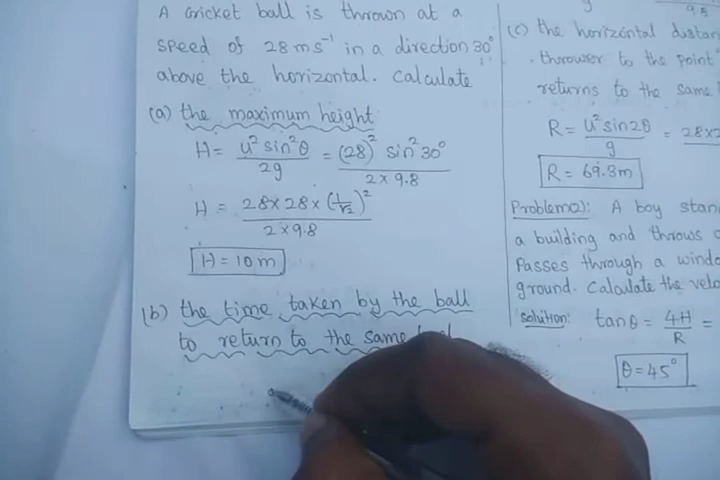 A cricket ball is thrown at a
speed of 28 ms⁻¹ in a direction 30°
above the horizontal. Calculate
(a) the maximum height
H = u² sin²θ / 2g = (28)² sin² 30° / 2 × 9.8
H = 28 × 28 × (1/√2)² / 2 × 9.8
H = 10 m
(b) the time taken by the ball
to return to the same
9.8
(c) the horizontal distan
thrower to the point
returns to the same
R = u² sin2θ / g = 28×2
R = 69.3m
Problem(2): A boy stan
a building and throws
Passes through a windo
ground. Calculate the velo
Solution: tanθ = 4H / R =
θ = 45°